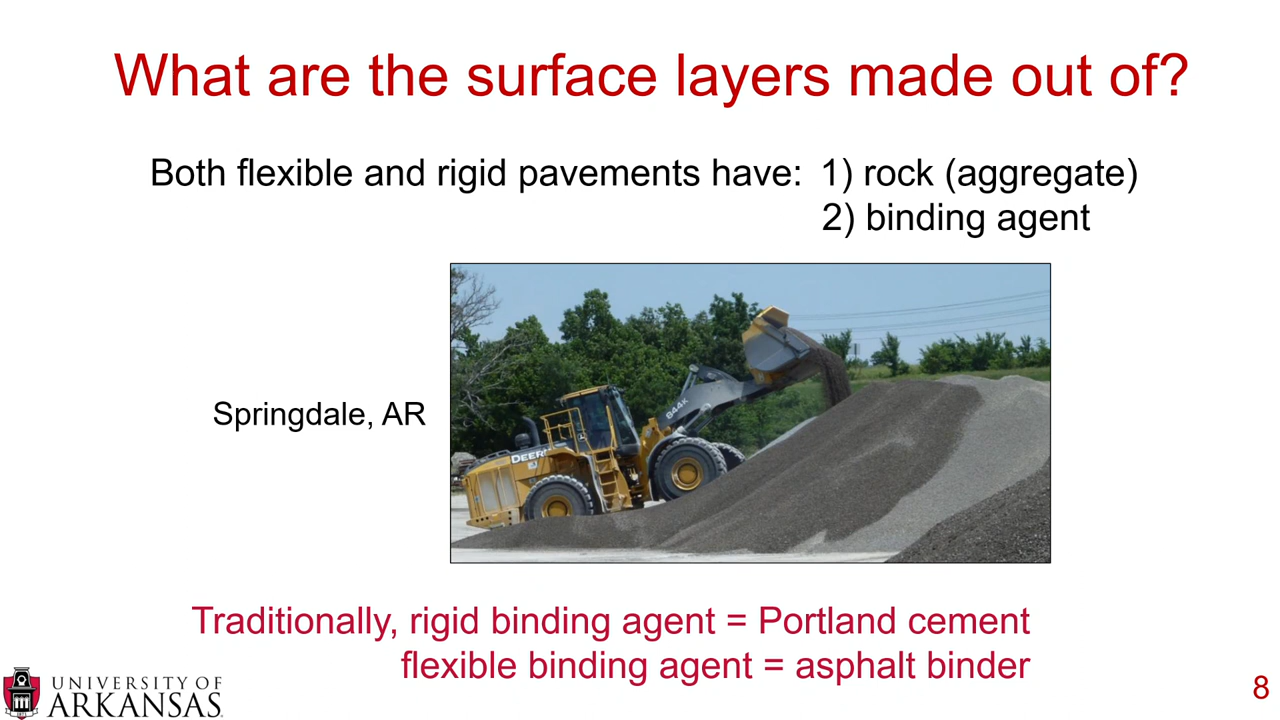 What are the surface layers made out of?
Both flexible and rigid pavements have: 1) rock (aggregate)
2) binding agent
844K
Springdale, AR
DEERE
Traditionally, rigid binding agent = Portland cement
flexible binding agent = asphalt binder
UNIVERSITY OF
ARKANSAS
8